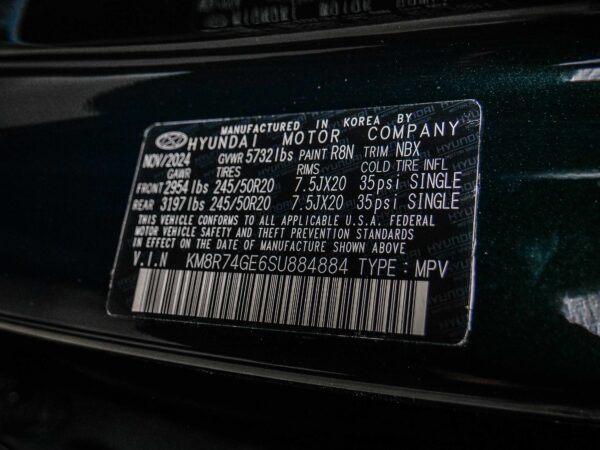 MANUFACTURED IN KOREA BY
HYUNDAI MOTOR COMPANY
NOV/2024 GVWR 5732lbs PAINT R8N TRIM NBX
GAWR TIRES RIMS COLD TIRE INFL
FRONT 2954lbs 245/50R20 7.5JX20 35psi SINGLE
REAR 3197lbs 245/50R20 7.5JX20 35psi SINGLE
THIS VEHICLE CONFORMS TO ALL APPLICABLE U.S.A. FEDERAL
MOTOR VEHICLE SAFETY AND THEFT PREVENTION STANDARDS
IN EFFECT ON THE DATE OF MANUFACTURE SHOWN ABOVE
V.I.N KM8R74GE6SU884884 TYPE : MPV